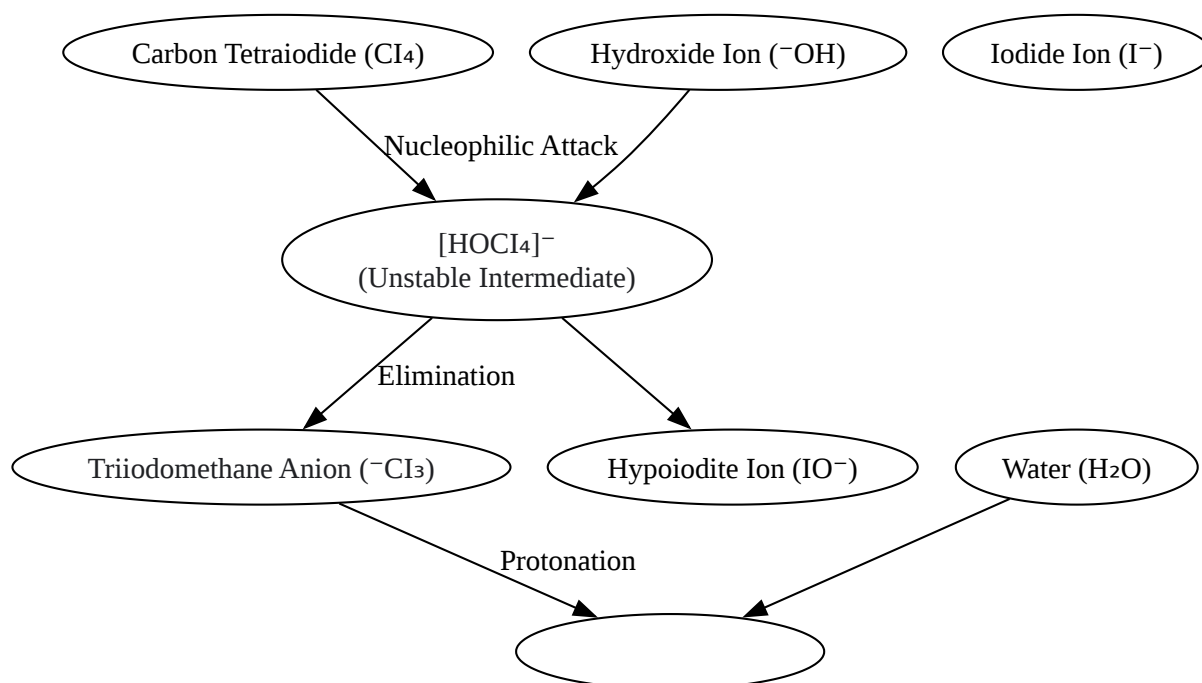 Carbon Tetraiodide (CI₄)
Hydroxide Ion (⁻OH)
Iodide Ion (I⁻)
Nucleophilic Attack
[HOCI₄]⁻
(Unstable Intermediate)
Elimination
Triiodomethane Anion (⁻CI₃)
Hypoiodite Ion (IO⁻)
Water (H₂O)
Protonation